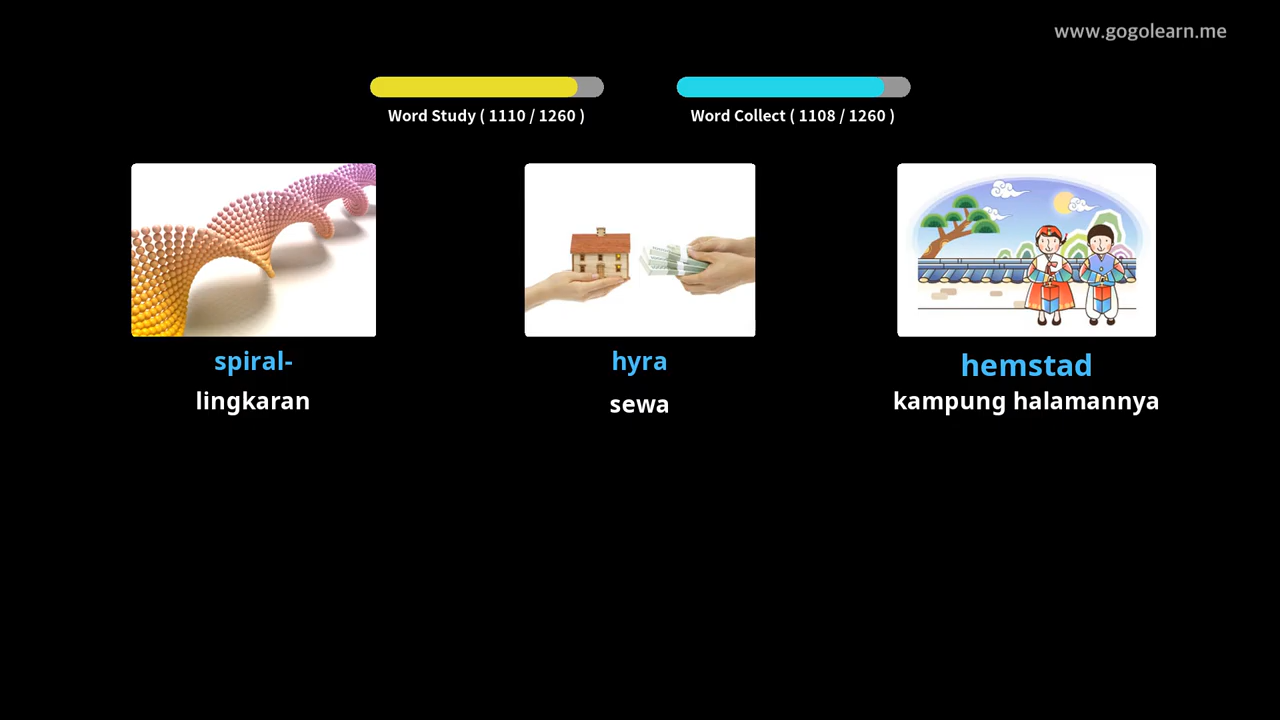 www.gogolearn.me
Word Study ( 1110 / 1260 )
Word Collect ( 1108 / 1260 )
spiral-
hyra
hemstad
lingkaran
sewa
kampung halamannya